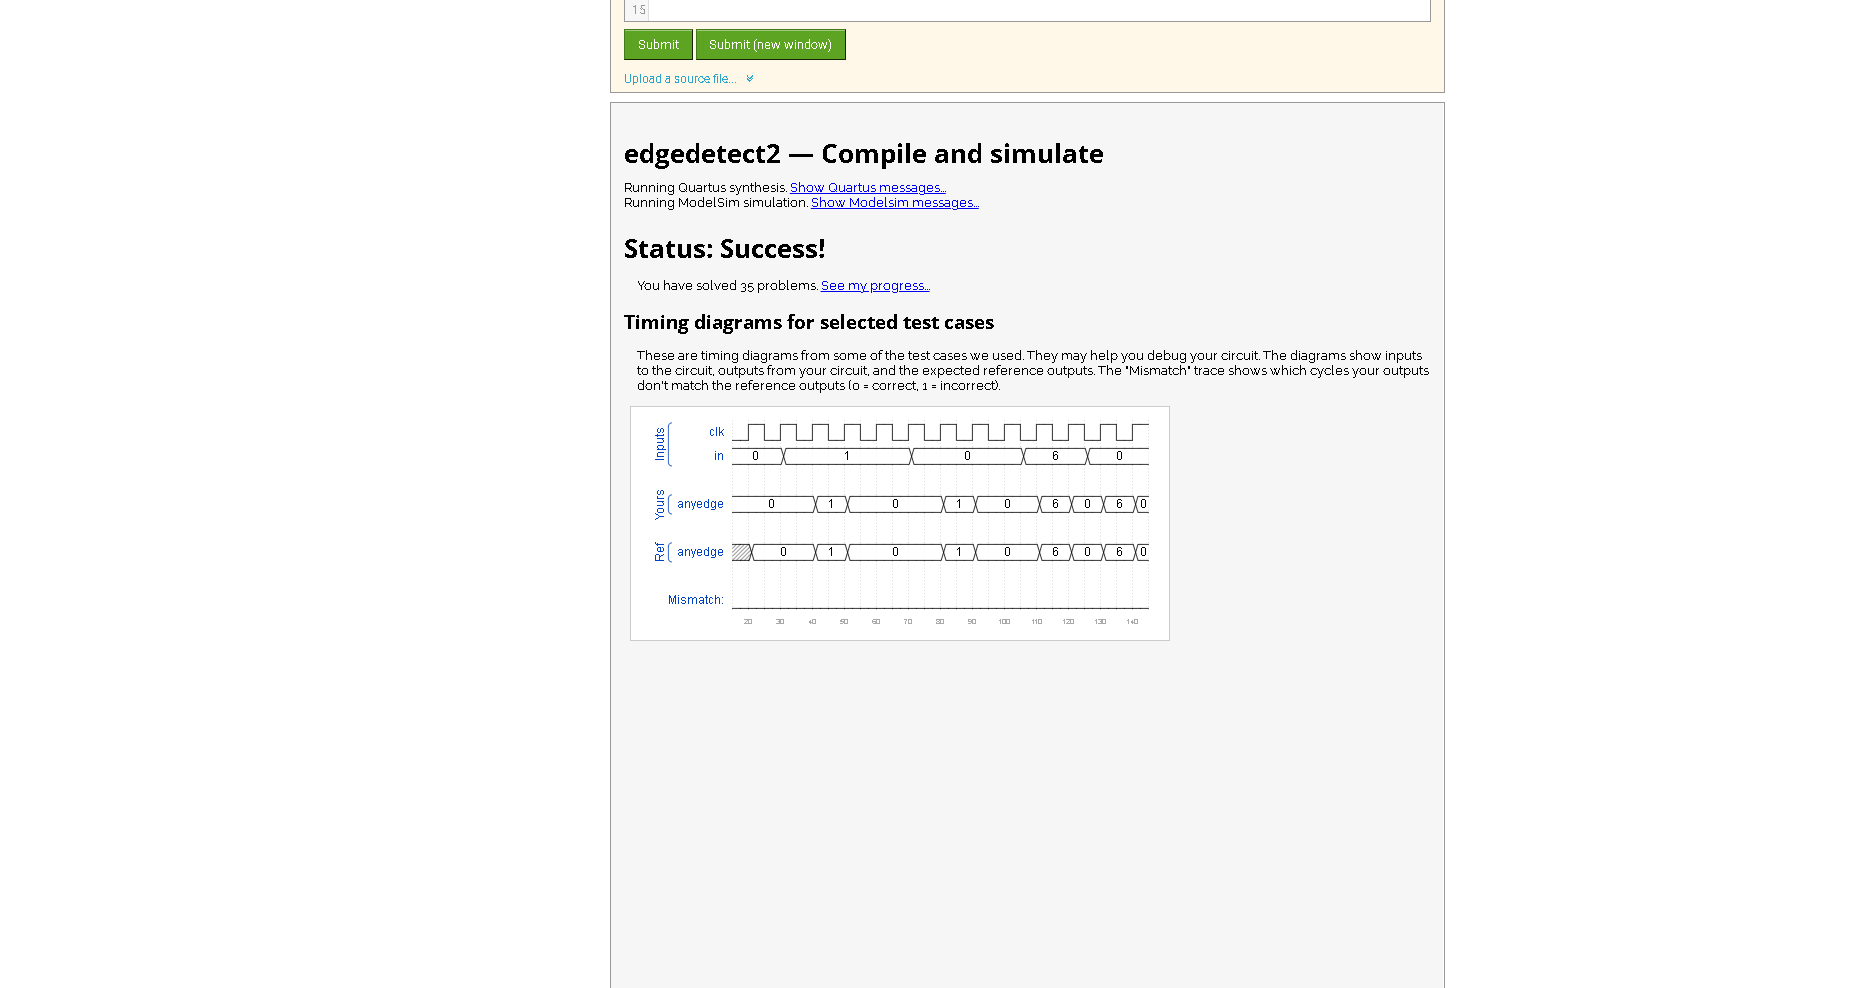 15
Submit Submit (new window)
Upload a source file...
edgedetect2 — Compile and simulate
Running Quartus synthesis. Show Quartus messages...
Running ModelSim simulation. Show Modelsim messages...
Status: Success!
You have solved 35 problems. See my progress...
Timing diagrams for selected test cases
These are timing diagrams from some of the test cases we used. They may help you debug your circuit. The diagrams show inputs
to the circuit, outputs from your circuit, and the expected reference outputs. The "Mismatch" trace shows which cycles your outputs
don't match the reference outputs (0 = correct, 1 = incorrect).
Inputs
clk
in 0 1 0 6 0
Yours
anyedge 0 1 0 1 0 6 0 6 0
Ref
anyedge 0 1 0 1 0 6 0 6 0
Mismatch:
20 30 40 50 60 70 80 90 100 110 120 130 140